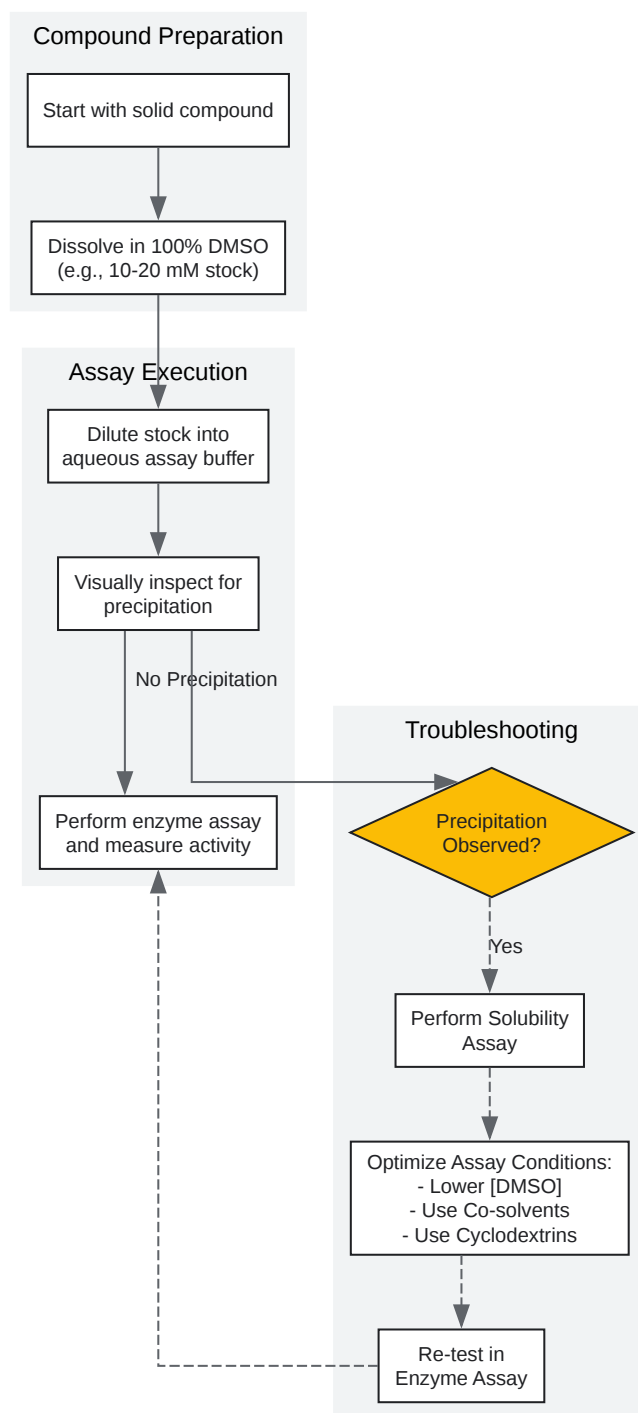 Compound Preparation
Start with solid compound
Dissolve in 100% DMSO
(e.g., 10-20 mM stock)
Assay Execution
Dilute stock into
aqueous assay buffer
Visually inspect for
precipitation
No Precipitation
Perform enzyme assay
and measure activity
Troubleshooting
Precipitation
Observed?
Yes
Perform Solubility
Assay
Optimize Assay Conditions:
- Lower [DMSO]
- Use Co-solvents
- Use Cyclodextrins
Re-test in
Enzyme Assay